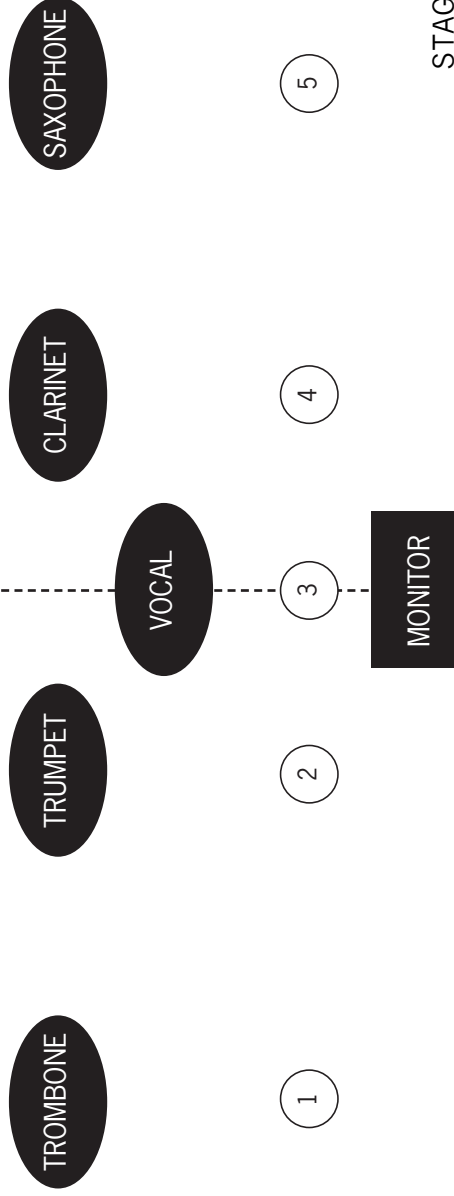 TROMBONE
TRUMPET
CLARINET
SAXOPHONE
VOCAL
1
2
3
4
5
MONITOR